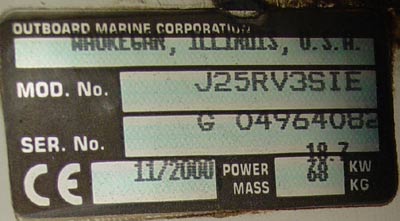 OUTBOARD MARINE CORPORATION
WAUKEGAN, ILLINOIS, U.S.A.
MOD. No. J25RV3SIE
SER. No. G 04964082
CE 11/2000 POWER 18.7 KW
MASS 68 KG